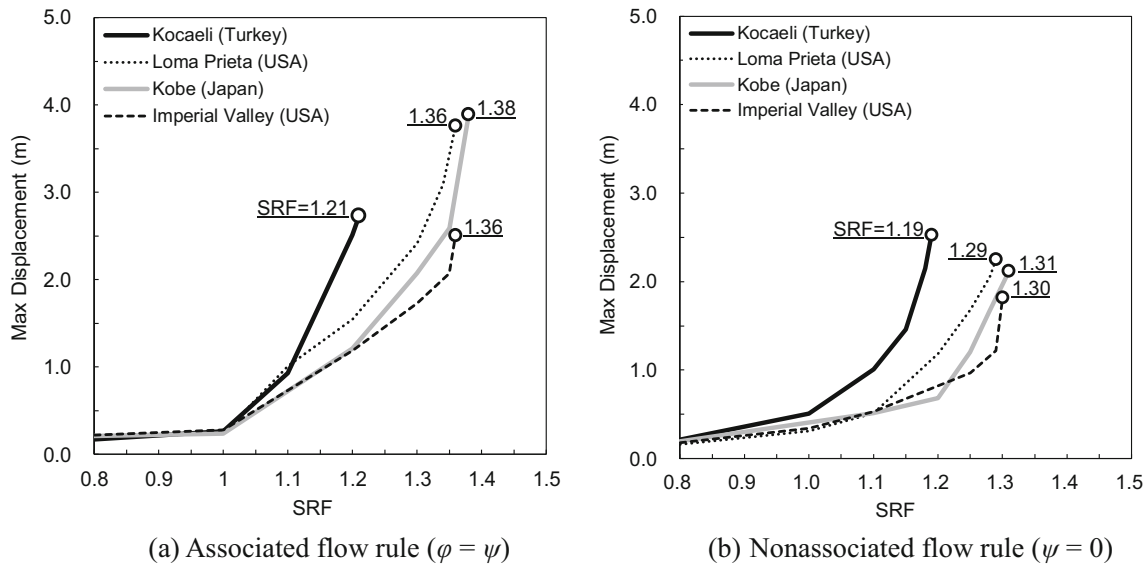 5.0
4.0
3.0
2.0
1.0
0.0
Max Displacement (m)
Kocaeli (Turkey)
Loma Prieta (USA)
Kobe (Japan)
Imperial Valley (USA)
1.36
1.38
SRF=1.21
1.36
0.8
0.9
1
1.1
1.2
1.3
1.4
1.5
SRF
(a) Associated flow rule (φ = ψ)
5.0
4.0
3.0
2.0
1.0
0.0
Max Displacement (m)
Kocaeli (Turkey)
Loma Prieta (USA)
Kobe (Japan)
Imperial Valley (USA)
SRF=1.19
1.29
1.31
1.30
0.8
0.9
1.0
1.1
1.2
1.3
1.4
1.5
SRF
(b) Nonassociated flow rule (ψ = 0)